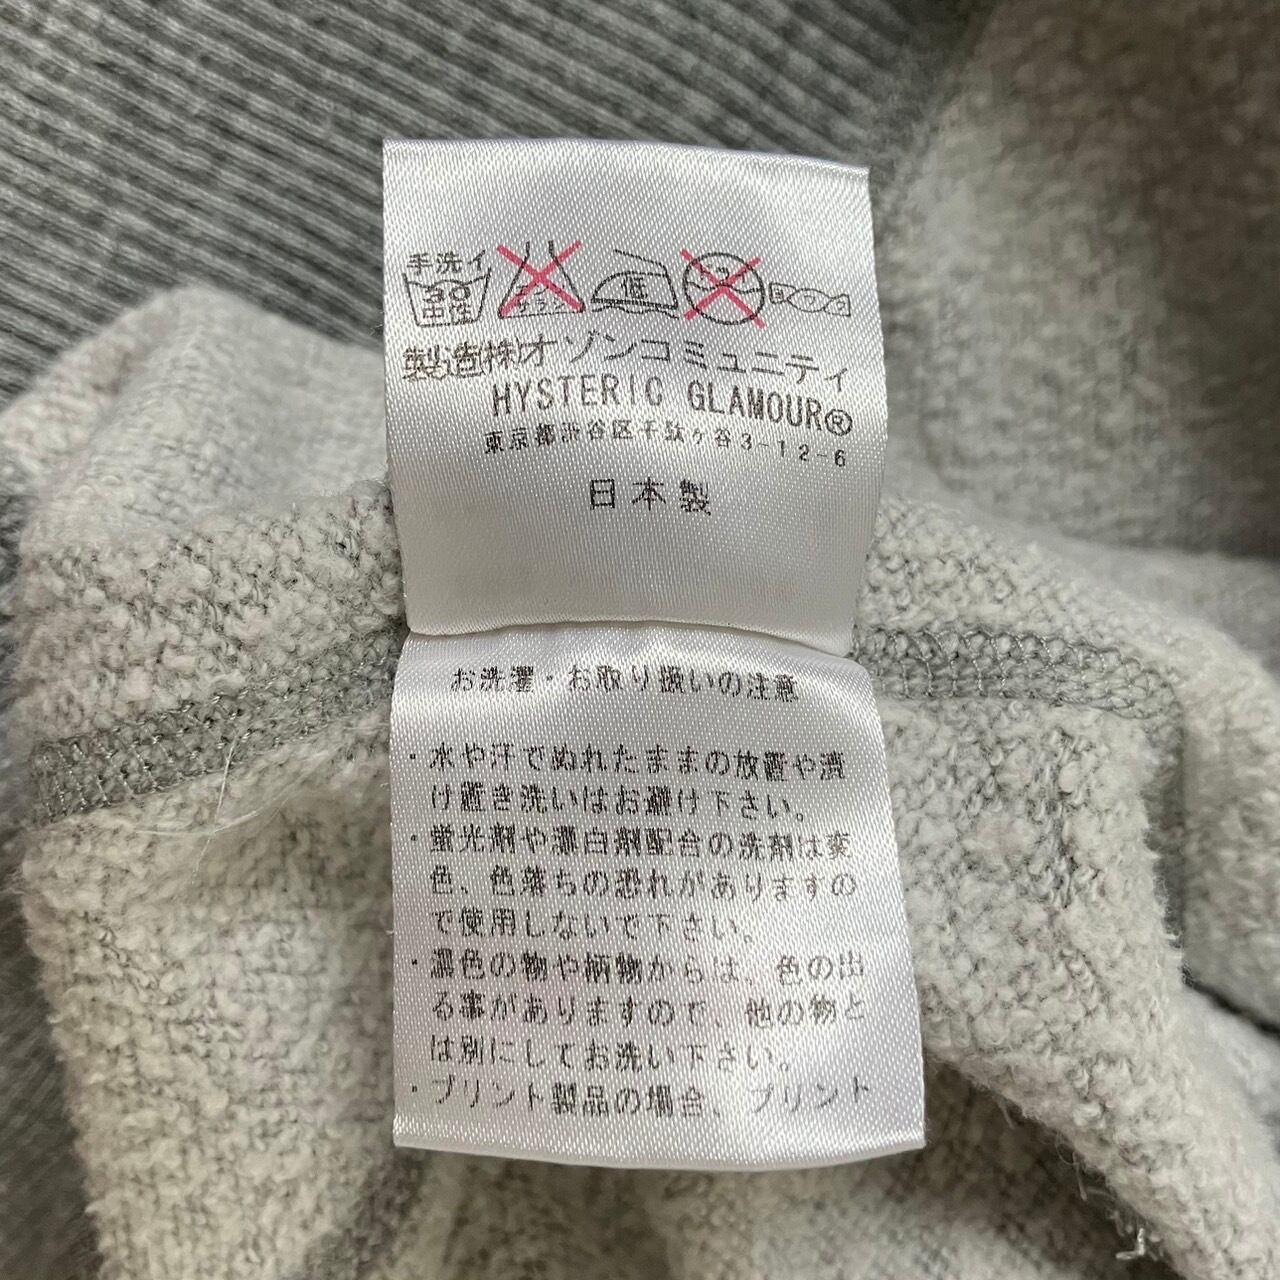 手洗イ
30
中性
低
製造(株)オゾンコミュニティ
HYSTERIC GLAMOUR®
東京都渋谷区千駄ヶ谷3-12-6
日本製
お洗濯・お取り扱いの注意
・水や汗でぬれたままの放置や漬
け置き洗いはお避け下さい。
・蛍光剤や漂白剤配合の洗剤は変
色、色落ちの恐れがありますの
で使用しないで下さい。
・濃色の物や柄物からは、色の出
る事がありますので、他の物と
は別にしてお洗い下さい。
・プリント製品の場合、プリント